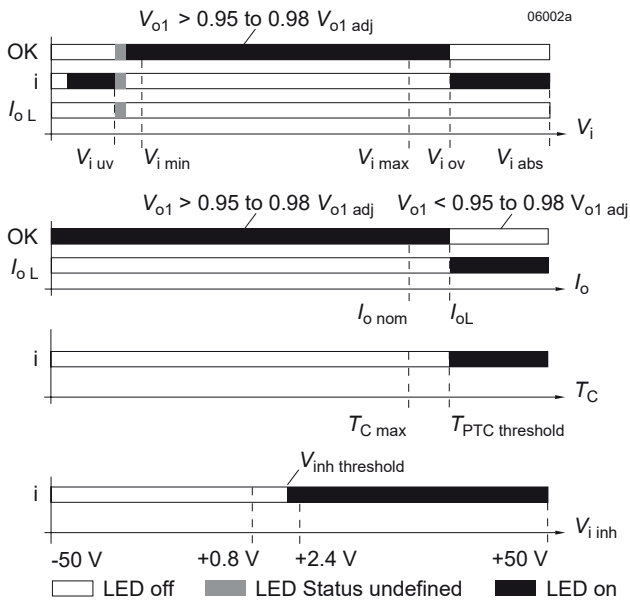 V o1 > 0.95 to 0.98 V o1 adj
06002a
OK
i
I o L
V i
V i uv
V i min
V i max
V i ov
V i abs
V o1 > 0.95 to 0.98 V o1 adj
V o1 < 0.95 to 0.98 V o1 adj
OK
I o L
I o
I o nom
I oL
i
T C
T C max
T PTC threshold
V inh threshold
i
V i inh
-50 V
+0.8 V
+2.4 V
+50 V
LED off
LED Status undefined
LED on